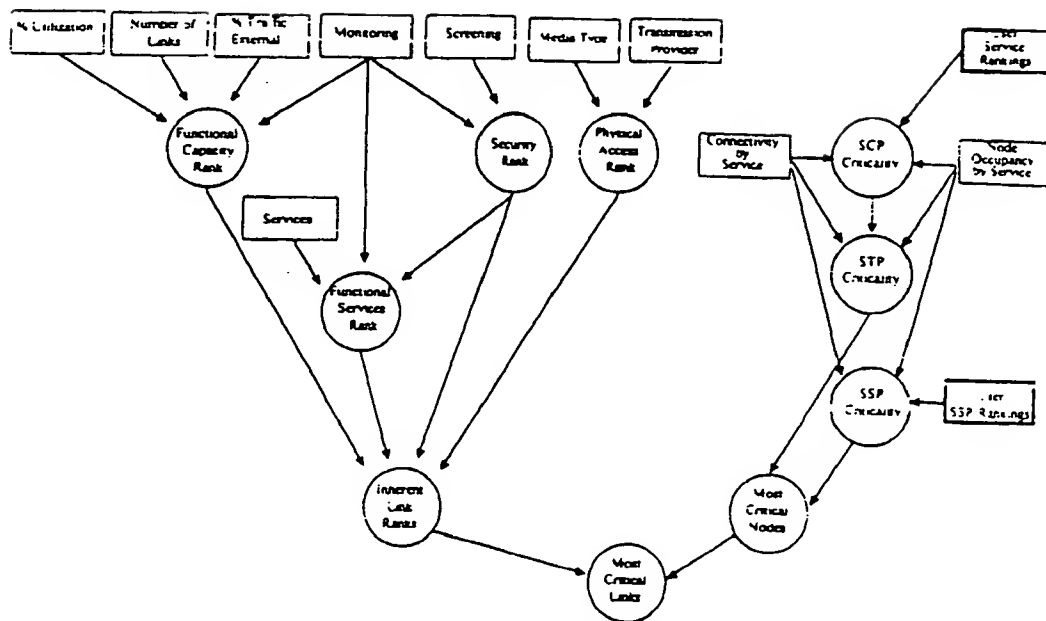 % Utilization
Number of
Links
% Traffic
External
Monitoring
Screening
Media Type
Transmission
Provider
User
Service
Rankings
Functional
Capacity
Rank
Security
Rank
Physical
Access
Rank
Connectivity
by
Service
SCP
Criticality
Node
Occupancy
by Service
Services
STP
Criticality
Functional
Services
Rank
SSP
Criticality
User
SSP Rankings
Inherent
Link
Ranks
Most
Critical
Nodes
Most
Critical
Links